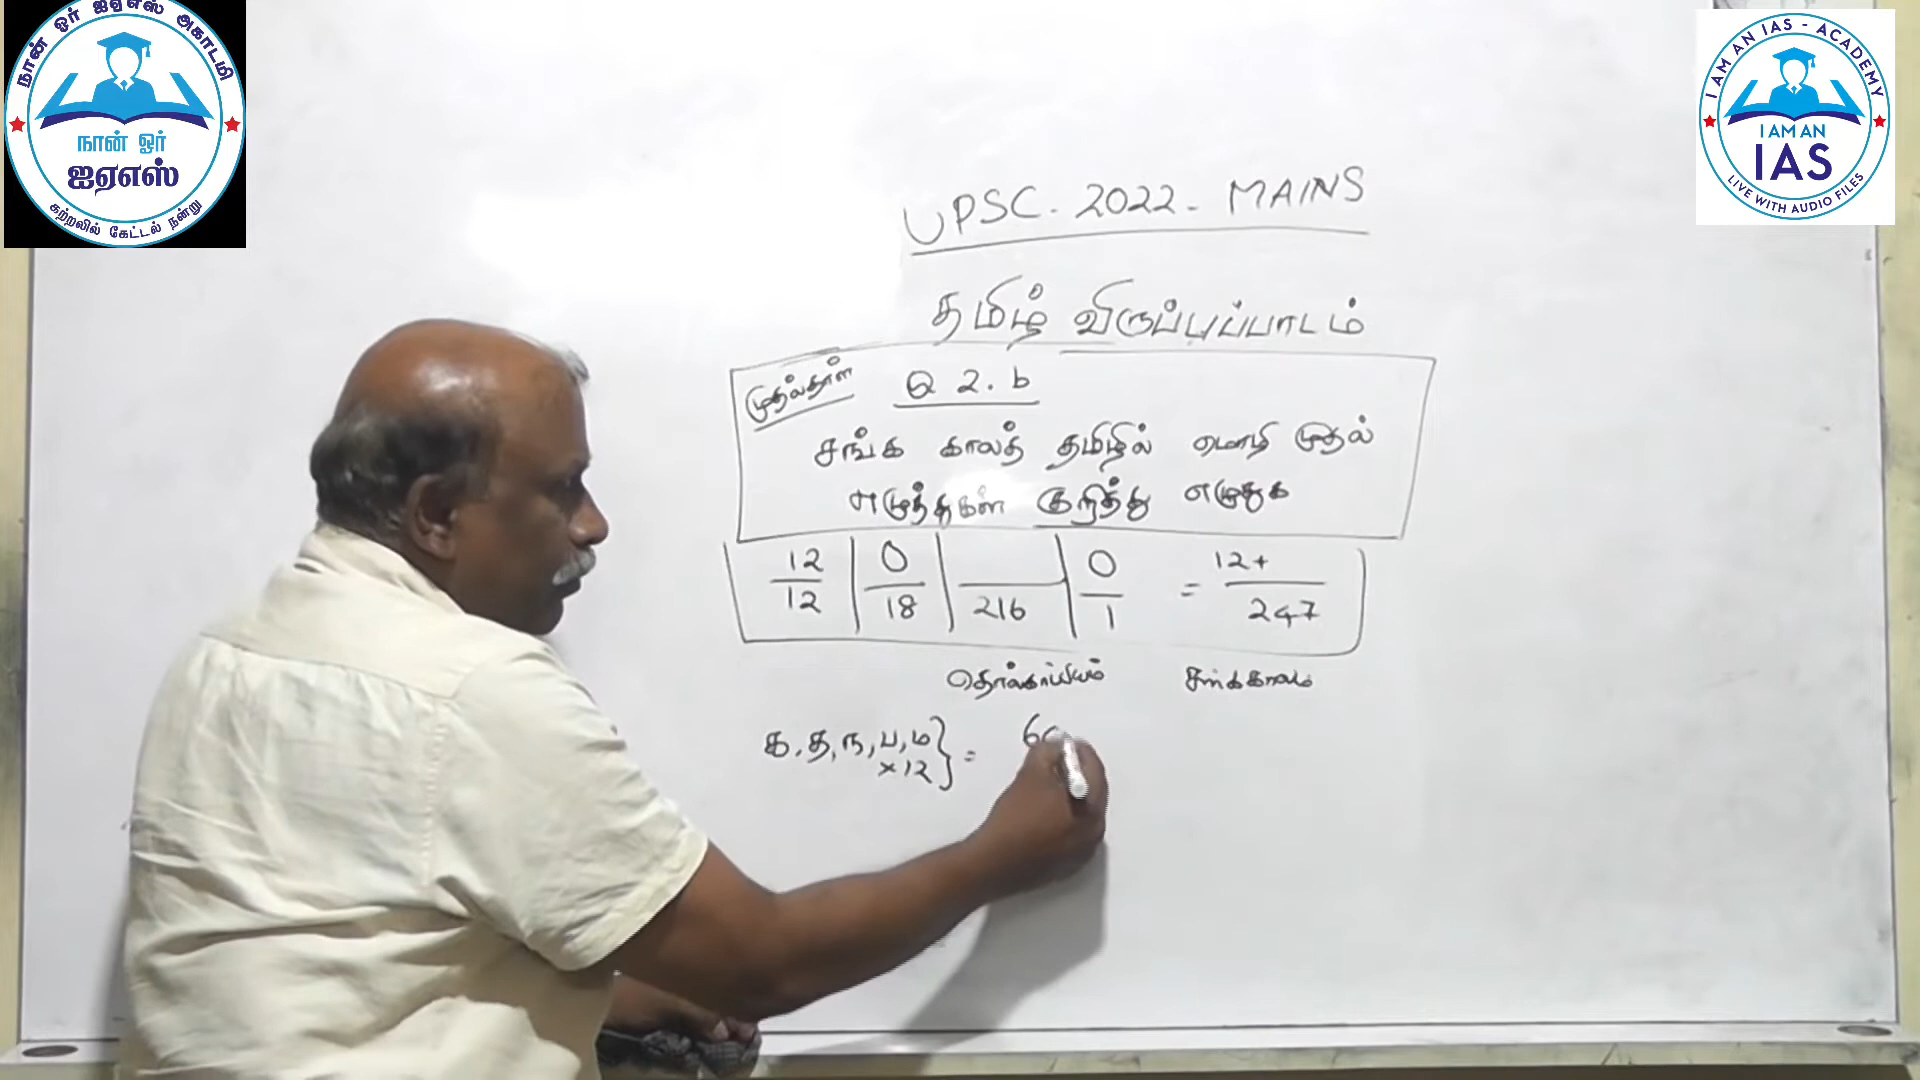 நான் ஓர் ஐஏஎஸ் அகாடமி
நான் ஓர்
ஐஏஎஸ்
கற்றலில் கேட்டல் நன்று
I AM AN IAS - ACADEMY
I AM AN
IAS
LIVE WITH AUDIO FILES
UPSC - 2022 - MAINS
தமிழ் விருப்பப்பாடம்
முதல்தாள் Q 2. b
சங்க காலத் தமிழில் மொழி முதல்
எழுத்துகள் குறித்து எழுதுக
12 0 0 12+
12 18 216 1 = 247
தொல்காப்பியம் சங்ககாலம்
க, த, ந, ப, ம } = 60
×12